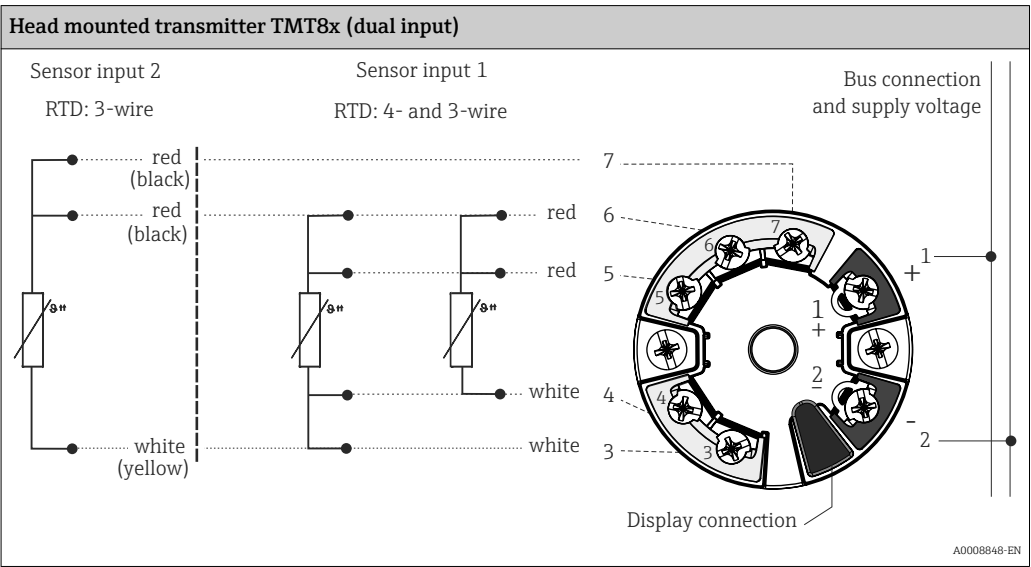 Head mounted transmitter TMT8x (dual input)
Sensor input 2
RTD: 3-wire
Sensor input 1
RTD: 4- and 3-wire
Bus connection
and supply voltage
red
(black)
7
red
(black)
red
6
red
5
white
4
white
(yellow)
white
3
ϑ
ϑ
ϑ
7
6
5
4
3
1
+
2
-
1
+
-
2
Display connection
A0008848-EN